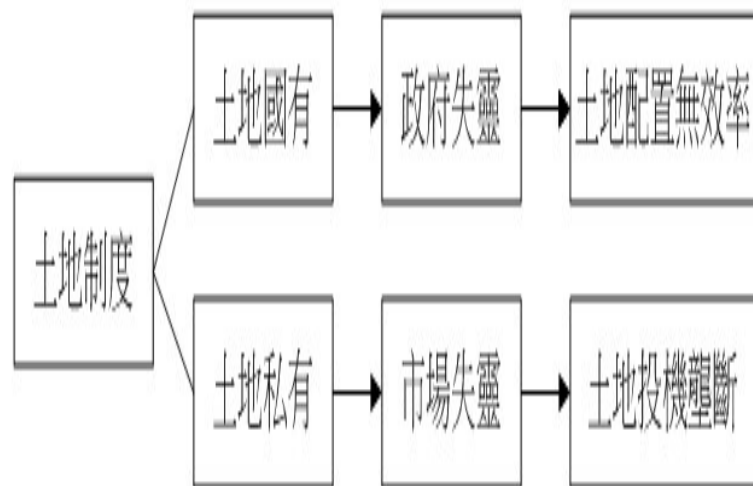 土地國有
政府失靈
土地配置無效率
土地制度
土地私有
市場失靈
土地投機壟斷